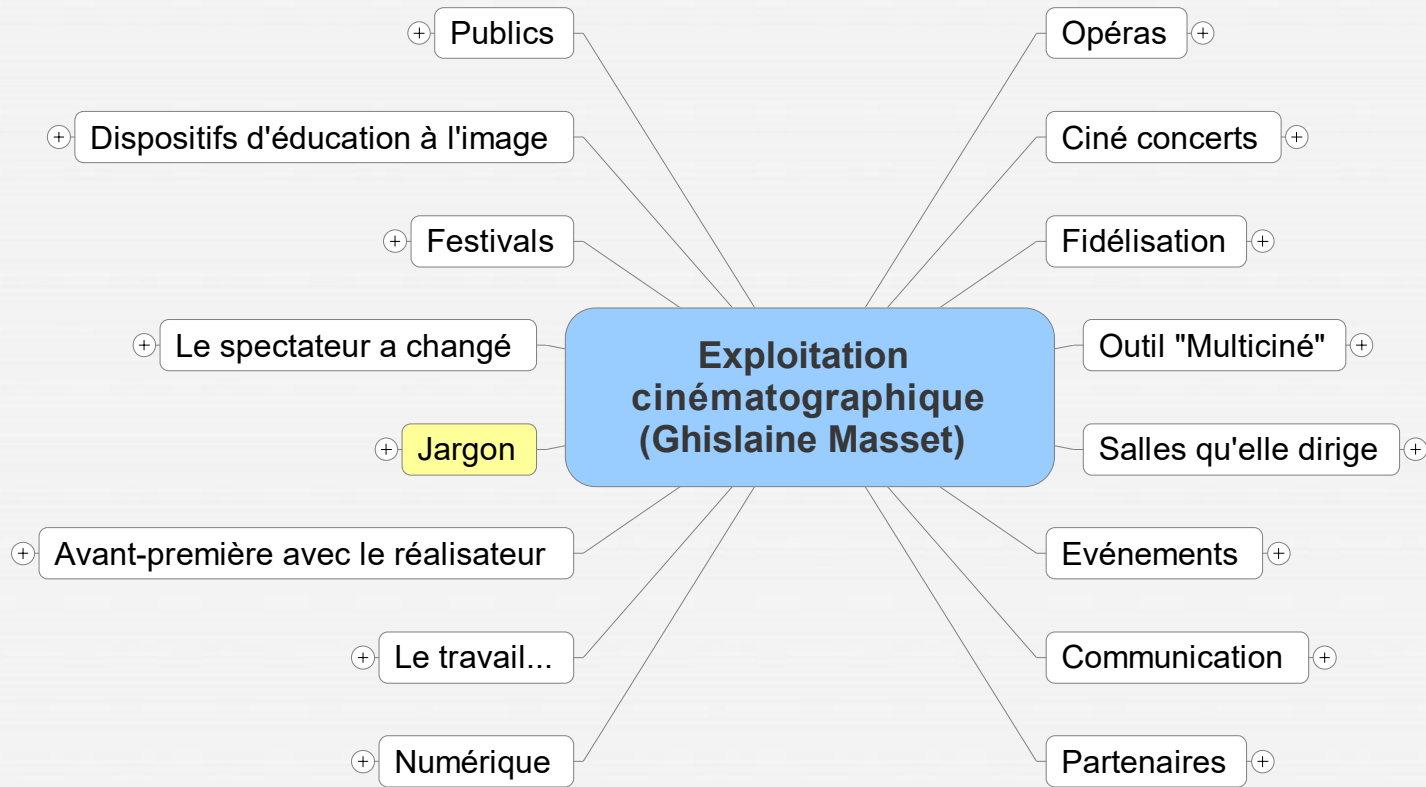 Publics
Opéras
Dispositifs d'éducation à l'image
Ciné concerts
Festivals
Fidélisation
Le spectateur a changé
Outil "Multiciné"
Exploitation
cinématographique
(Ghislaine Masset)
Jargon
Salles qu'elle dirige
Avant-première avec le réalisateur
Evénements
Le travail...
Communication
Numérique
Partenaires